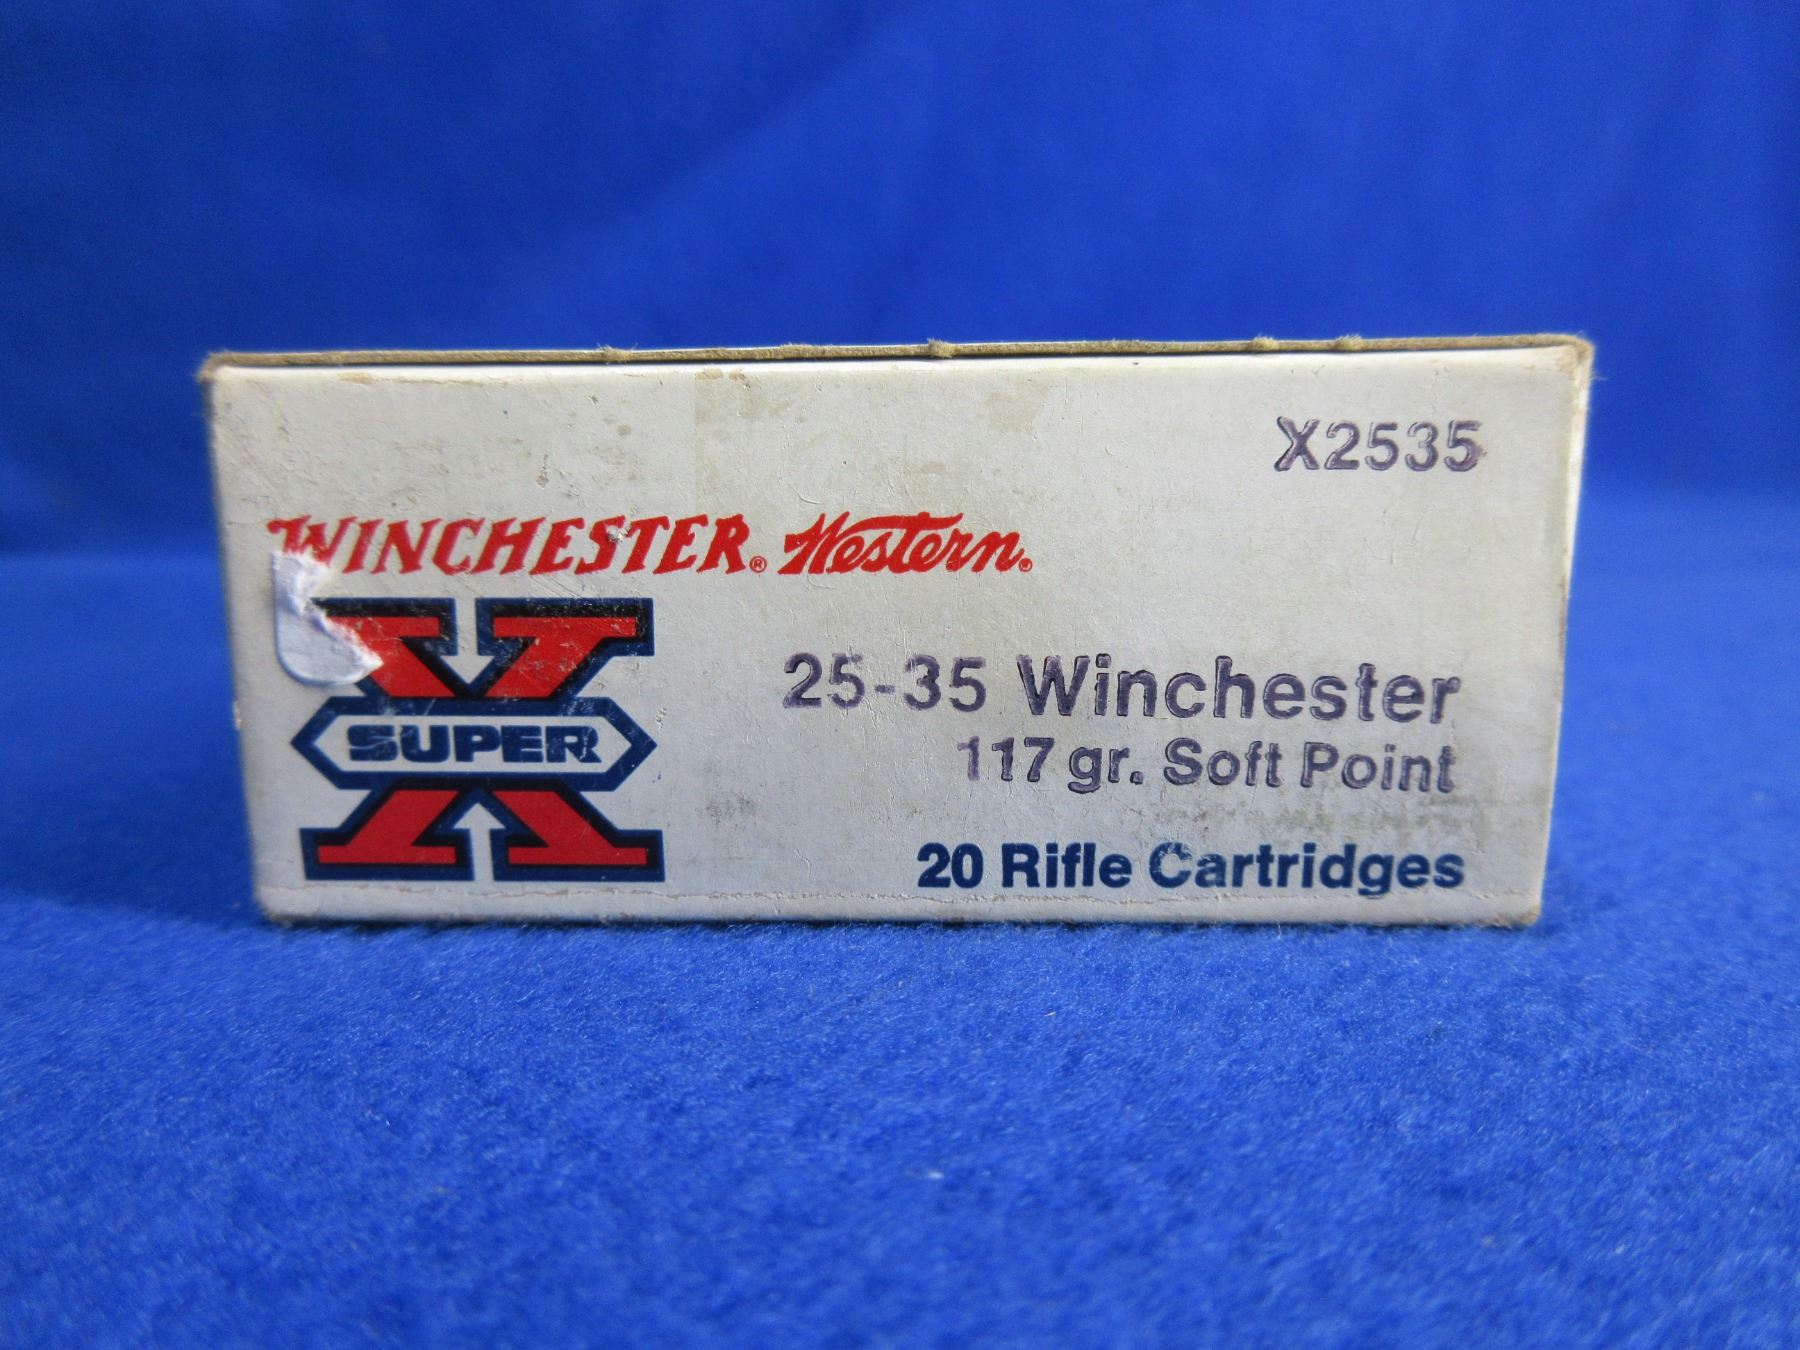 X2535
WINCHESTER® Western®
SUPER X
25-35 Winchester
117 gr. Soft Point
20 Rifle Cartridges